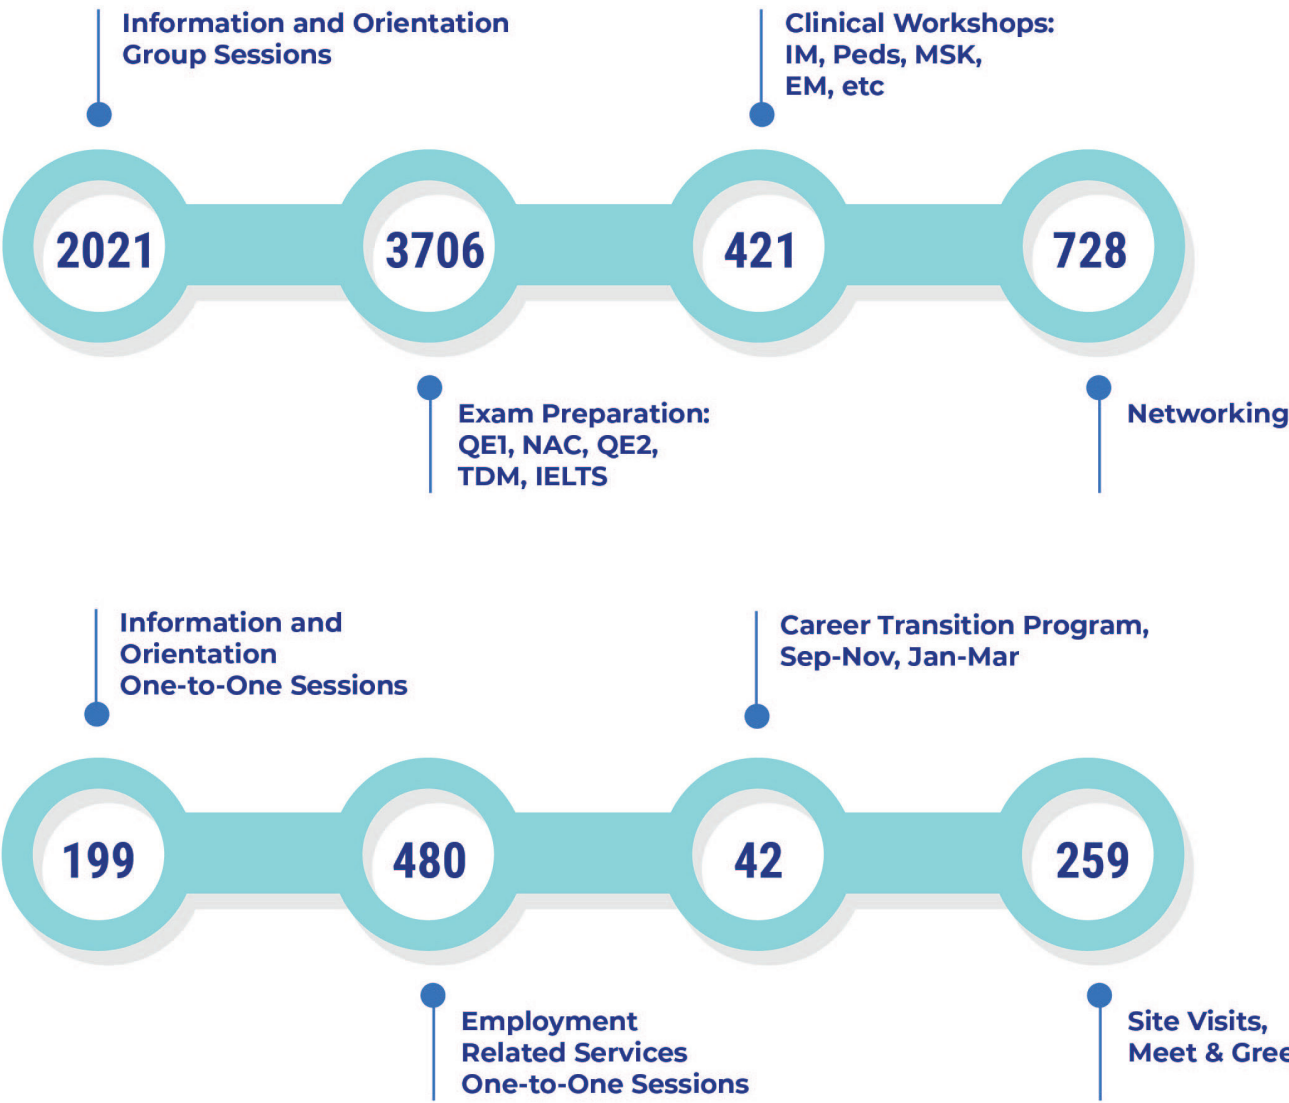 Information and Orientation
Group Sessions
Clinical Workshops:
IM, Peds, MSK,
EM, etc
2021
3706
421
728
Exam Preparation:
QE1, NAC, QE2,
TDM, IELTS
Networking
Information and
Orientation
One-to-One Sessions
Career Transition Program,
Sep-Nov, Jan-Mar
199
480
42
259
Employment
Related Services
One-to-One Sessions
Site Visits,
Meet &